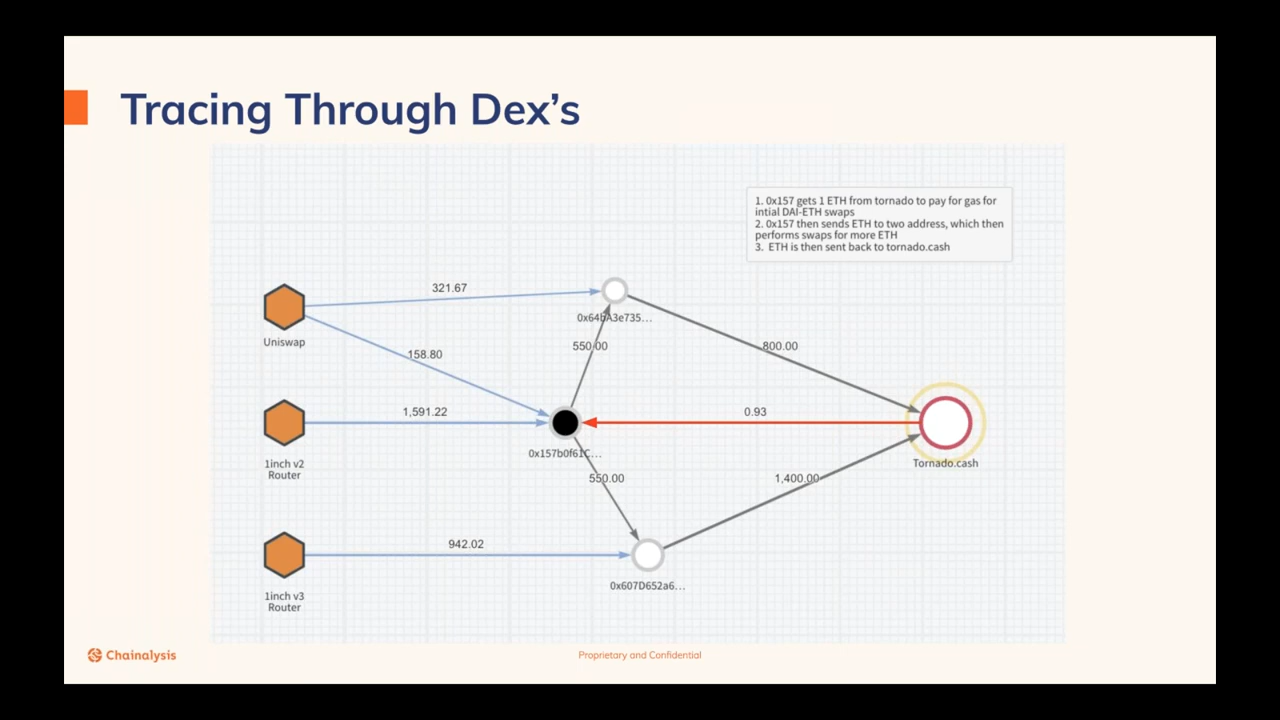 Tracing Through Dex's
1. 0x157 gets 1 ETH from tornado to pay for gas for
intial DAI-ETH swaps
2. 0x157 then sends ETH to two address, which then
performs swaps for more ETH
3. ETH is then sent back to tornado.cash
321.67
Uniswap
0x64bA3e735...
550.00
800.00
158.80
1,591.22
0.93
1inch v2
Router
0x157b0f61C...
Tornado.cash
550.00
1,400.00
942.02
1inch v3
Router
0x607D652a6...
Chainalysis
Proprietary and Confidential